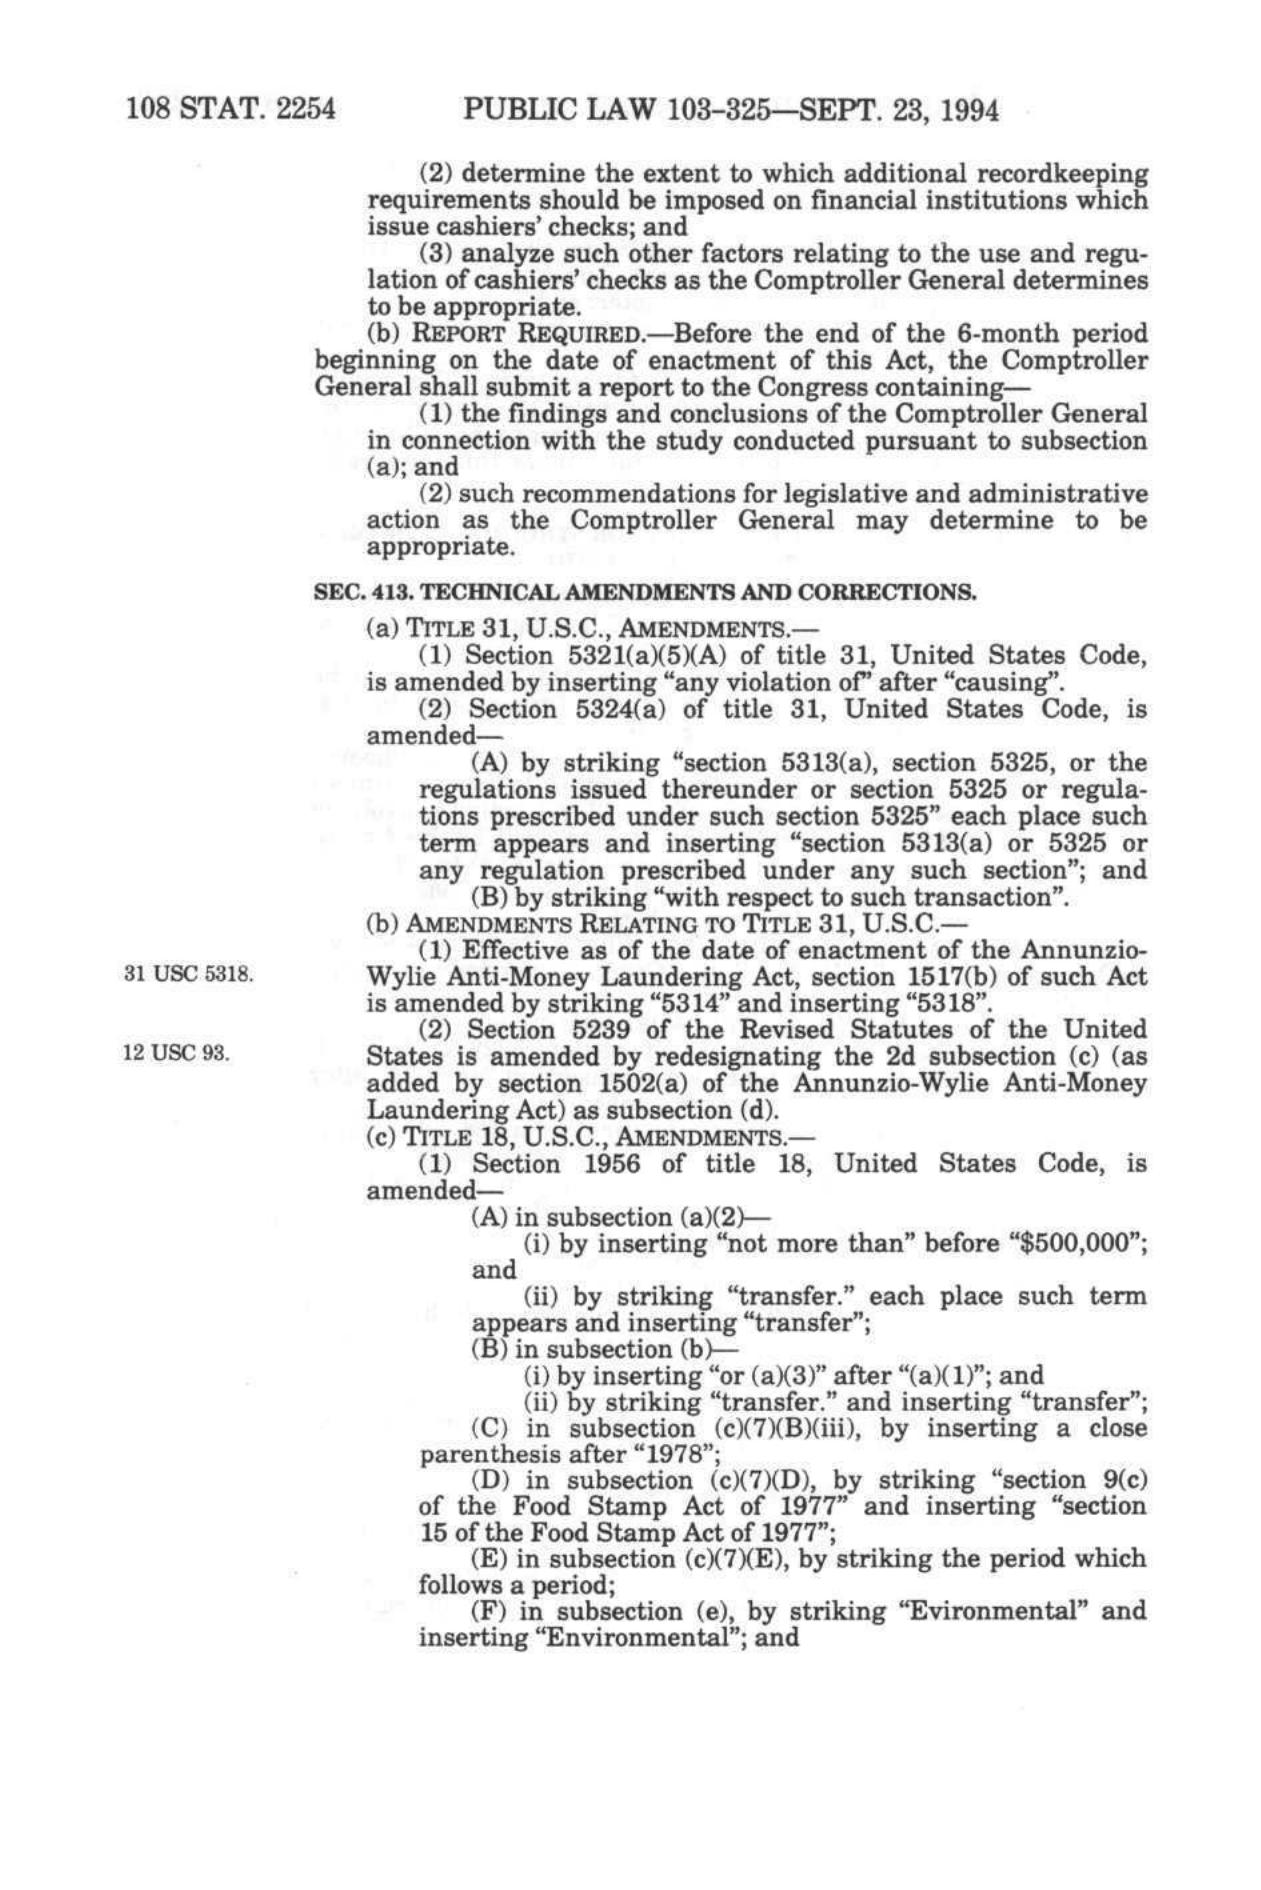 108 STAT. 2254 PUBLIC LAW 103–325—SEPT. 23, 1994
(2) determine the extent to which additional recordkeeping
requirements should be imposed on financial institutions which
issue cashiers' checks; and
(3) analyze such other factors relating to the use and regu-
lation of cashiers' checks as the Comptroller General determines
to be appropriate.
(b) REPORT REQUIRED.—Before the end of the 6-month period
beginning on the date of enactment of this Act, the Comptroller
General shall submit a report to the Congress containing—
(1) the findings and conclusions of the Comptroller General
in connection with the study conducted pursuant to subsection
(a); and
(2) such recommendations for legislative and administrative
action as the Comptroller General may determine to be
appropriate.
SEC. 413. TECHNICAL AMENDMENTS AND CORRECTIONS.
(a) TITLE 31, U.S.C., AMENDMENTS.—
(1) Section 5321(a)(5)(A) of title 31, United States Code,
is amended by inserting “any violation of” after “causing”.
(2) Section 5324(a) of title 31, United States Code, is
amended—
(A) by striking “section 5313(a), section 5325, or the
regulations issued thereunder or section 5325 or regula-
tions prescribed under such section 5325” each place such
term appears and inserting “section 5313(a) or 5325 or
any regulation prescribed under any such section”; and
(B) by striking “with respect to such transaction”.
(b) AMENDMENTS RELATING TO TITLE 31, U.S.C.—
(1) Effective as of the date of enactment of the Annunzio-
31 USC 5318. Wylie Anti-Money Laundering Act, section 1517(b) of such Act
is amended by striking “5314” and inserting “5318”.
(2) Section 5239 of the Revised Statutes of the United
12 USC 93. States is amended by redesignating the 2d subsection (c) (as
added by section 1502(a) of the Annunzio-Wylie Anti-Money
Laundering Act) as subsection (d).
(c) TITLE 18, U.S.C., AMENDMENTS.—
(1) Section 1956 of title 18, United States Code, is
amended—
(A) in subsection (a)(2)—
(i) by inserting “not more than” before “$500,000”;
and
(ii) by striking “transfer.” each place such term
appears and inserting “transfer”;
(B) in subsection (b)—
(i) by inserting “or (a)(3)” after “(a)(1)”; and
(ii) by striking “transfer.” and inserting “transfer”;
(C) in subsection (c)(7)(B)(iii), by inserting a close
parenthesis after “1978”;
(D) in subsection (c)(7)(D), by striking “section 9(c)
of the Food Stamp Act of 1977” and inserting “section
15 of the Food Stamp Act of 1977”;
(E) in subsection (c)(7)(E), by striking the period which
follows a period;
(F) in subsection (e), by striking “Evironmental” and
inserting “Environmental”; and